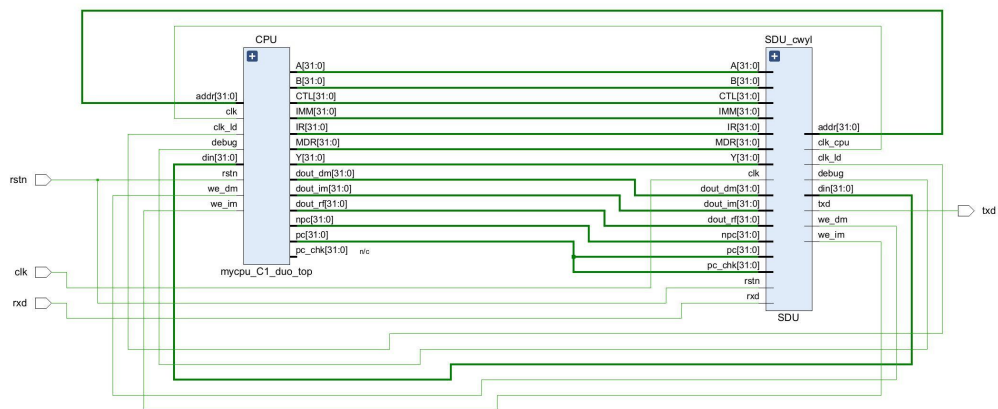 CPU
A[31:0]
B[31:0]
addr[31:0]
CTL[31:0]
clk
IMM[31:0]
clk_ld
IR[31:0]
debug
MDR[31:0]
din[31:0]
Y[31:0]
rstn
dout_dm[31:0]
we_dm
dout_im[31:0]
we_im
dout_rf[31:0]
npc[31:0]
pc[31:0]
pc_chk[31:0] n/c
mycpu_C1_duo_top
rstn
clk
rxd
SDU_cwyl
A[31:0]
B[31:0]
CTL[31:0]
IMM[31:0]
IR[31:0]
addr[31:0]
MDR[31:0]
clk_cpu
Y[31:0]
clk_ld
clk
debug
dout_dm[31:0]
din[31:0]
dout_im[31:0]
txd
dout_rf[31:0]
we_dm
npc[31:0]
we_im
pc[31:0]
pc_chk[31:0]
rstn
rxd
SDU
txd